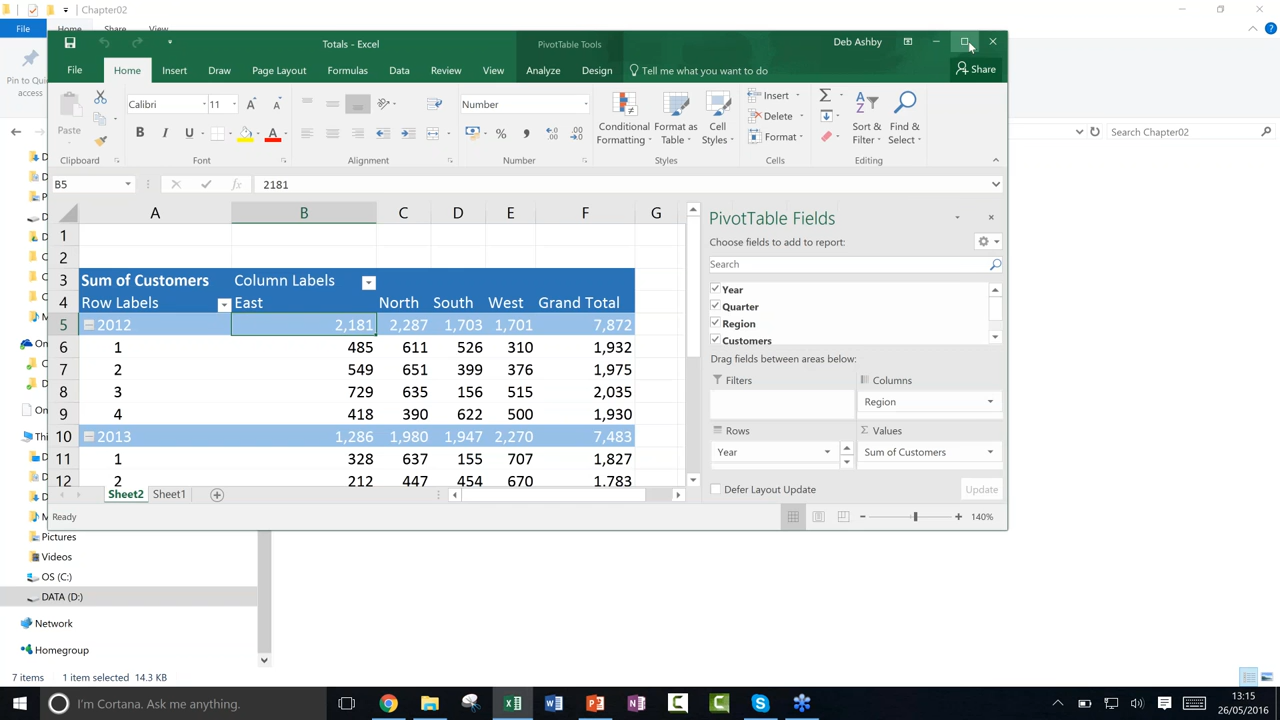 Chapter02
File Home Share View
Totals - Excel
PivotTable Tools
Deb Ashby
File Home Insert Draw Page Layout Formulas Data Review View Analyze Design Tell me what you want to do Share
Pin to Quick
access
Paste
Calibri 11
Number
Conditional
Formatting
Format as
Table
Cell
Styles
Insert
Delete
Format
Sort &
Filter
Find &
Select
Clipboard Font Alignment Number Styles Cells Editing
Search Chapter02
B5 fx 2181
A B C D E F G
1
2
3 Sum of Customers Column Labels
4 Row Labels East North South West Grand Total
5 2012 2,181 2,287 1,703 1,701 7,872
6 1 485 611 526 310 1,932
7 2 549 651 399 376 1,975
8 3 729 635 156 515 2,035
9 4 418 390 622 500 1,930
10 2013 1,286 1,980 1,947 2,270 7,483
11 1 328 637 155 707 1,827
12 2 212 447 454 670 1,783
Sheet2 Sheet1
Ready
140%
PivotTable Fields
Choose fields to add to report:
Search
Year
Quarter
Region
Customers
Drag fields between areas below:
Filters
Columns
Region
Rows
Year
Values
Sum of Customers
Defer Layout Update
Update
Pictures
Videos
OS (C:)
DATA (D:)
Network
Homegroup
7 items 1 item selected 14.3 KB
I'm Cortana. Ask me anything.
13:15
26/05/2016